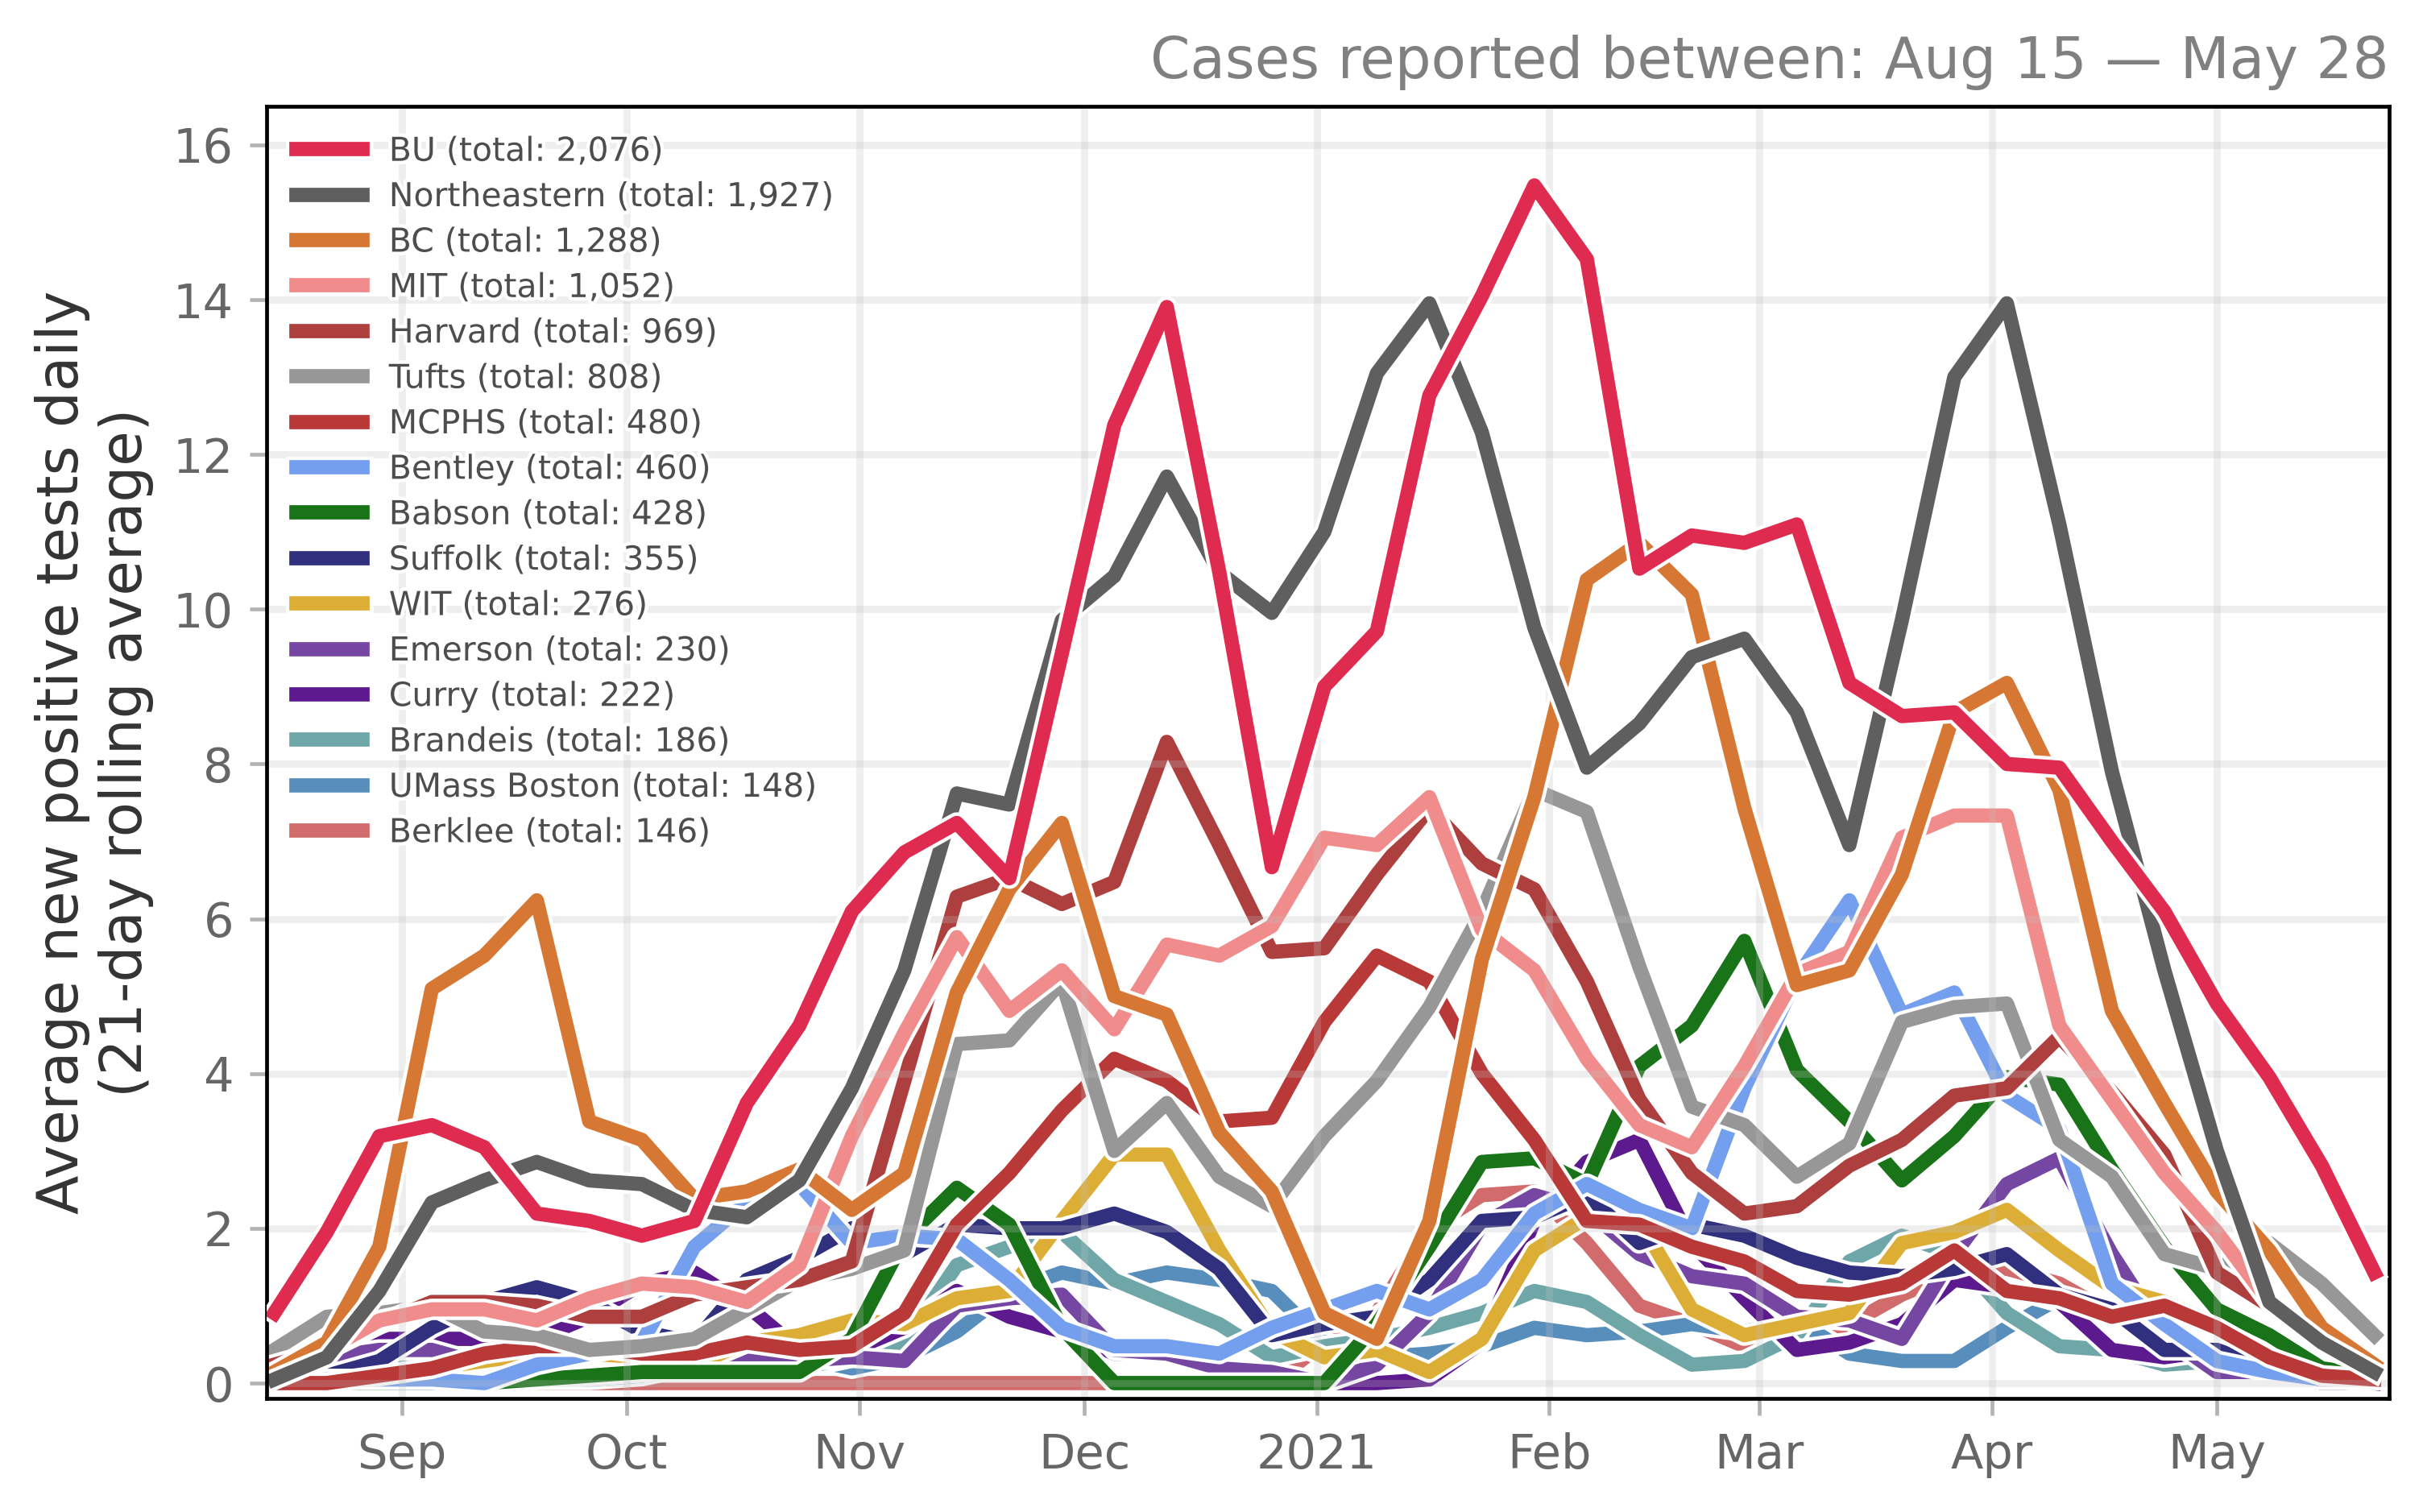 Cases reported between: Aug 15 — May 28
Average new positive tests daily
(21-day rolling average)
16
14
12
10
8
6
4
2
0
BU (total: 2,076)
Northeastern (total: 1,927)
BC (total: 1,288)
MIT (total: 1,052)
Harvard (total: 969)
Tufts (total: 808)
MCPHS (total: 480)
Bentley (total: 460)
Babson (total: 428)
Suffolk (total: 355)
WIT (total: 276)
Emerson (total: 230)
Curry (total: 222)
Brandeis (total: 186)
UMass Boston (total: 148)
Berklee (total: 146)
Sep Oct Nov Dec 2021 Feb Mar Apr May